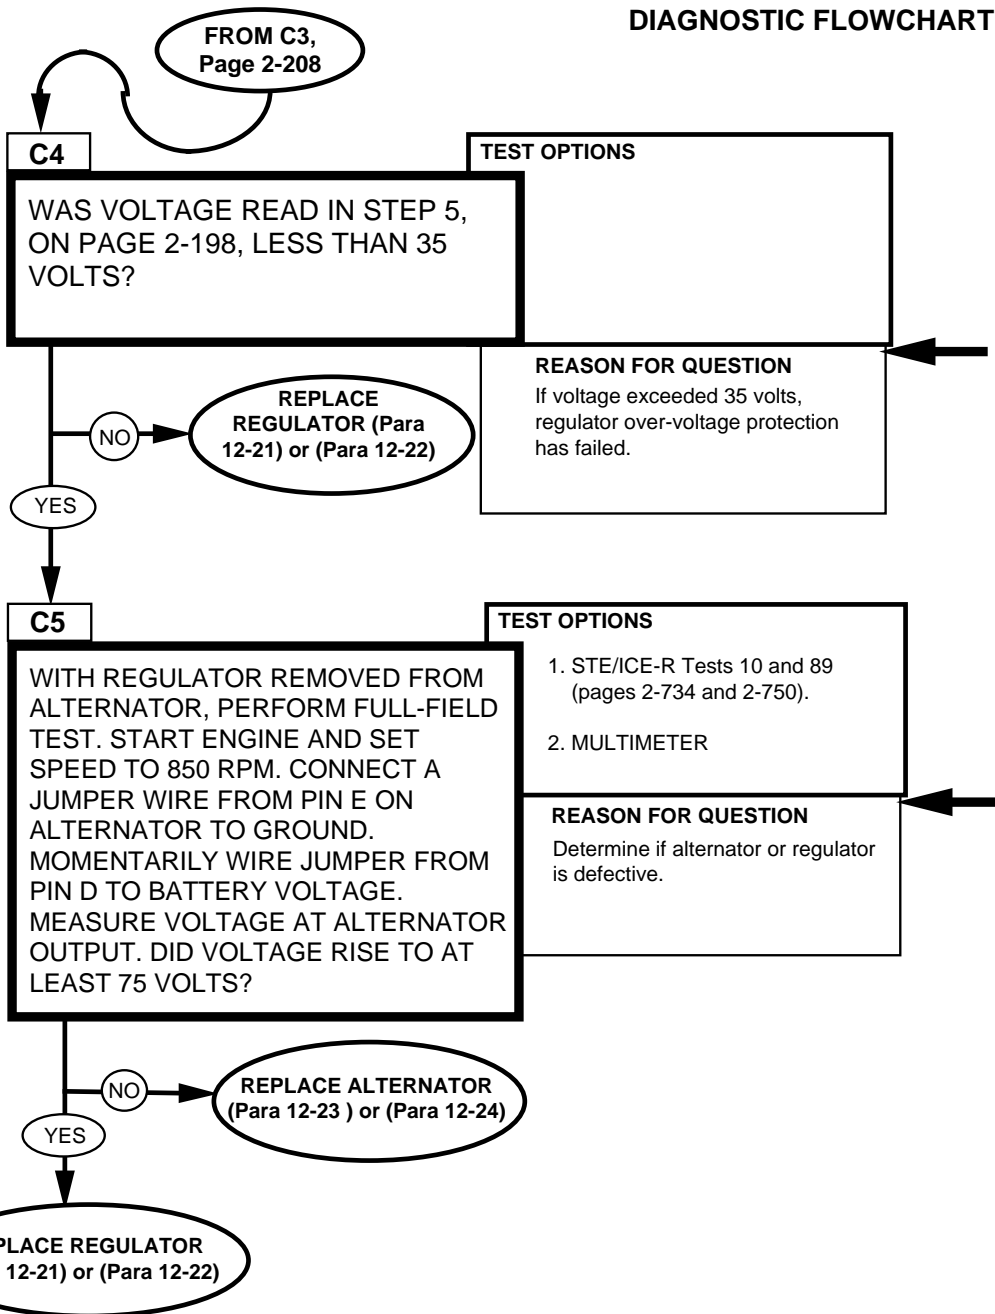 DIAGNOSTIC FLOWCHART
FROM C3,
Page 2-208
C4
TEST OPTIONS
WAS VOLTAGE READ IN STEP 5,
ON PAGE 2-198, LESS THAN 35
VOLTS?
REASON FOR QUESTION
If voltage exceeded 35 volts,
regulator over-voltage protection
has failed.
NO
REPLACE
REGULATOR (Para
12-21) or (Para 12-22)
YES
C5
TEST OPTIONS
1. STE/ICE-R Tests 10 and 89
(pages 2-734 and 2-750).
2. MULTIMETER
WITH REGULATOR REMOVED FROM
ALTERNATOR, PERFORM FULL-FIELD
TEST. START ENGINE AND SET
SPEED TO 850 RPM. CONNECT A
JUMPER WIRE FROM PIN E ON
ALTERNATOR TO GROUND.
MOMENTARILY WIRE JUMPER FROM
PIN D TO BATTERY VOLTAGE.
MEASURE VOLTAGE AT ALTERNATOR
OUTPUT. DID VOLTAGE RISE TO AT
LEAST 75 VOLTS?
REASON FOR QUESTION
Determine if alternator or regulator
is defective.
NO
REPLACE ALTERNATOR
(Para 12-23 ) or (Para 12-24)
YES
PLACE REGULATOR
12-21) or (Para 12-22)